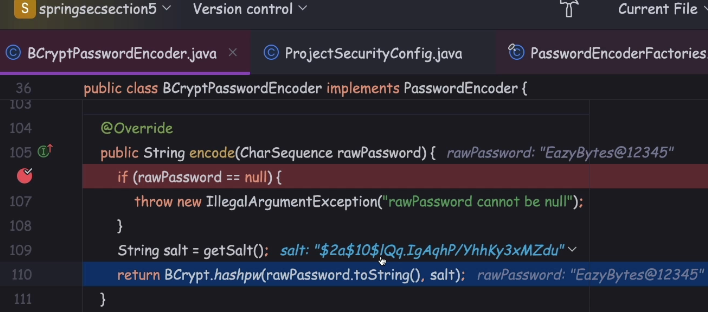 S springsecsection5 Version control Current File
BCryptPasswordEncoder.java × ProjectSecurityConfig.java PasswordEncoderFactories.
36 public class BCryptPasswordEncoder implements PasswordEncoder {
103
104 @Override
105 public String encode(CharSequence rawPassword) { rawPassword: "EazyBytes@12345"
if (rawPassword == null) {
107 throw new IllegalArgumentException("rawPassword cannot be null");
108 }
109 String salt = getSalt(); salt: "$2a$10$lQq.IgAqhP/YhhKy3xMZdu"
110 return BCrypt.hashpw(rawPassword.toString(), salt); rawPassword: "EazyBytes@12345"
111 }